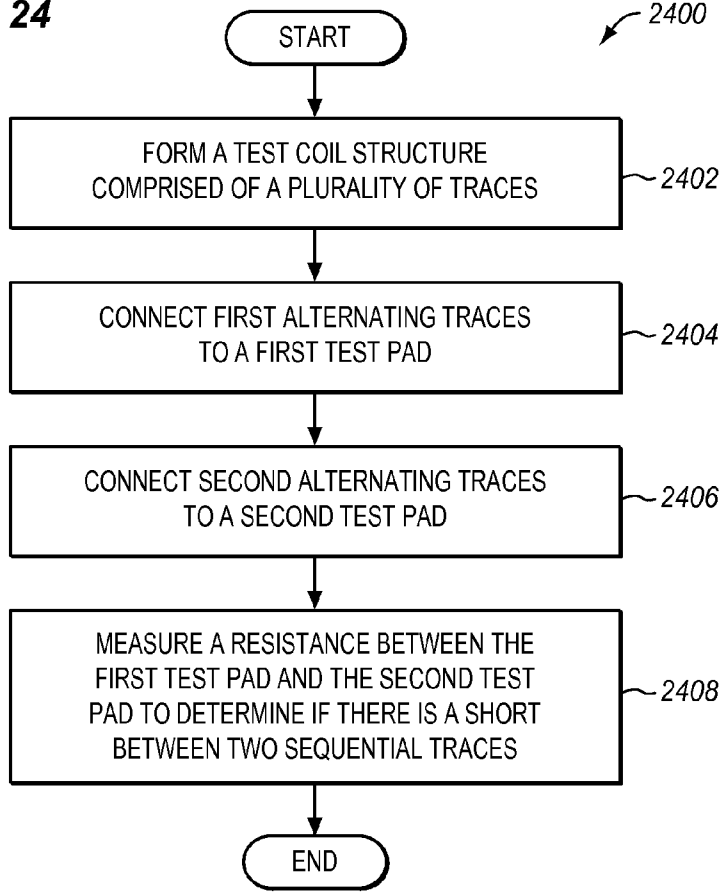 24
2400
START
FORM A TEST COIL STRUCTURE
COMPRISED OF A PLURALITY OF TRACES
2402
CONNECT FIRST ALTERNATING TRACES
TO A FIRST TEST PAD
2404
CONNECT SECOND ALTERNATING TRACES
TO A SECOND TEST PAD
2406
MEASURE A RESISTANCE BETWEEN THE
FIRST TEST PAD AND THE SECOND TEST
PAD TO DETERMINE IF THERE IS A SHORT
BETWEEN TWO SEQUENTIAL TRACES
2408
END